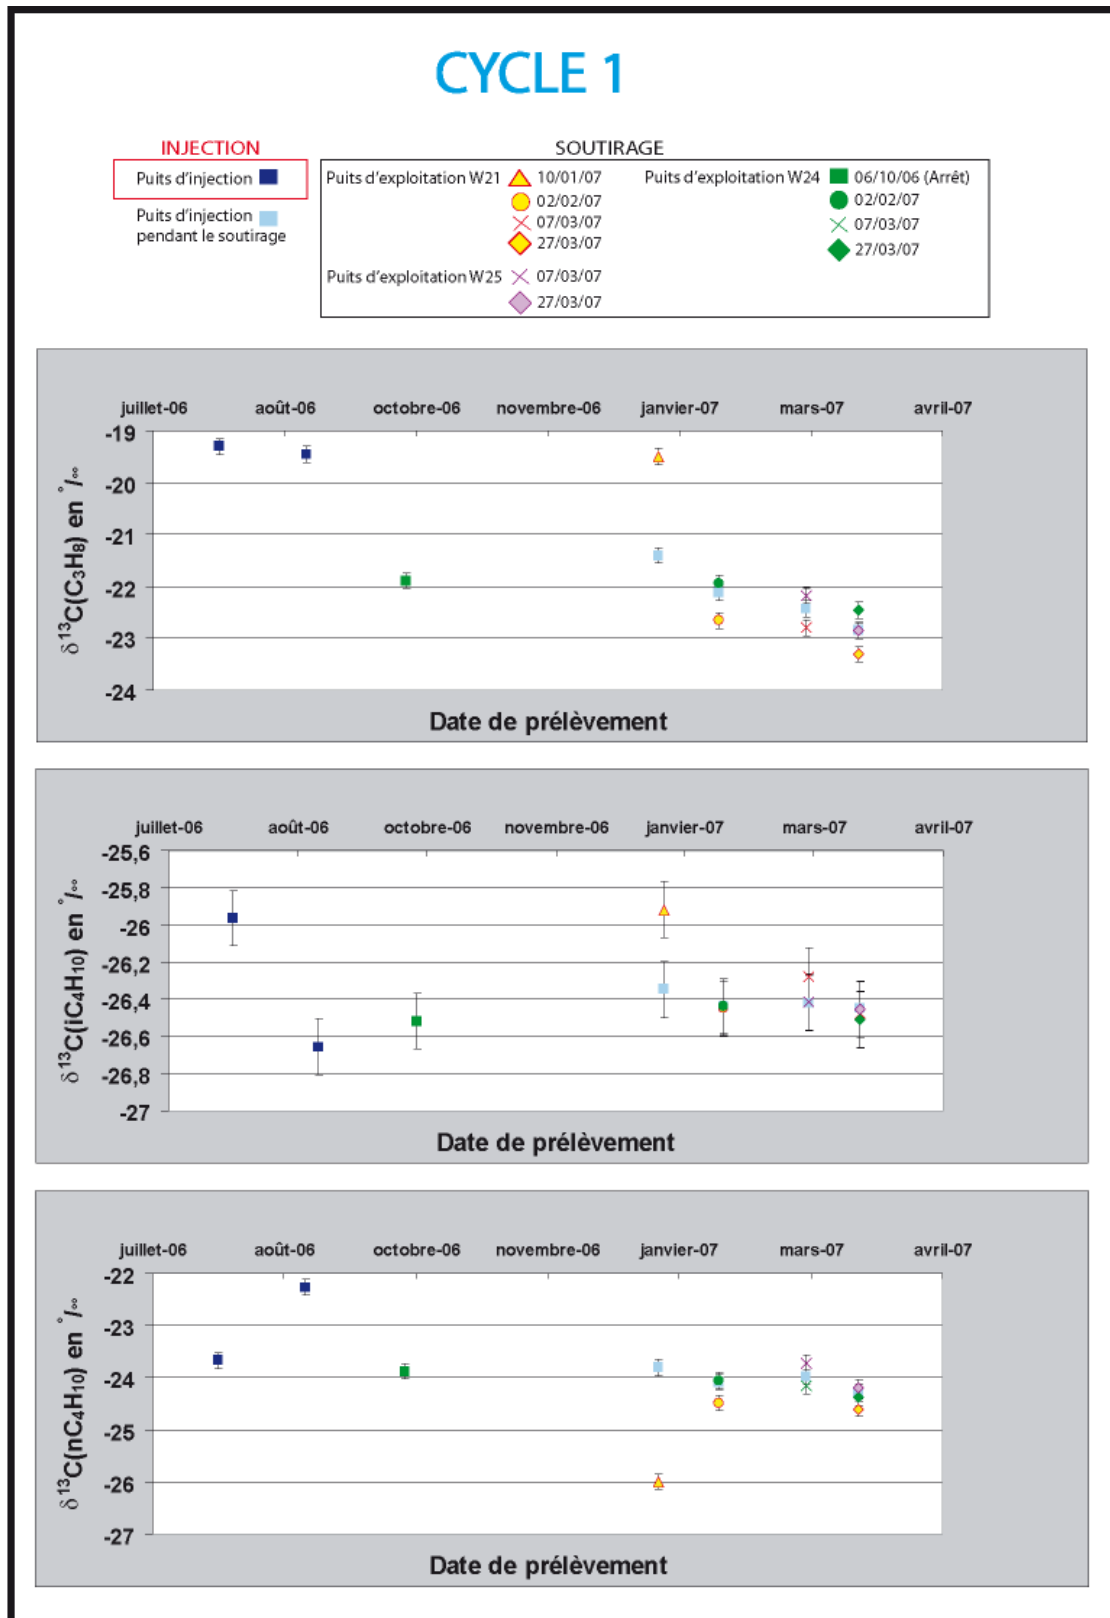 CYCLE 1
INJECTION
SOUTIRAGE
Puits d'injection
Puits d'injection
pendant le soutirage
Puits d'exploitation W21
10/01/07
02/02/07
07/03/07
27/03/07
Puits d'exploitation W25
07/03/07
27/03/07
Puits d'exploitation W24
06/10/06 (Arrêt)
02/02/07
07/03/07
27/03/07
juillet-06 août-06 octobre-06 novembre-06 janvier-07 mars-07 avril-07
-19
-20
-21
-22
-23
-24
δ¹³C(C₃H₈) en °/∞
Date de prélèvement
juillet-06 août-06 octobre-06 novembre-06 janvier-07 mars-07 avril-07
-25,6
-25,8
-26
-26,2
-26,4
-26,6
-26,8
-27
δ¹³C(iC₄H₁₀) en °/∞
Date de prélèvement
juillet-06 août-06 octobre-06 novembre-06 janvier-07 mars-07 avril-07
-22
-23
-24
-25
-26
-27
δ¹³C(nC₄H₁₀) en °/∞
Date de prélèvement